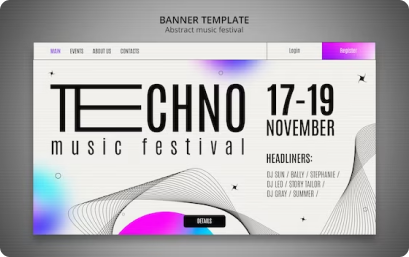 BANNER TEMPLATE
Abstract music festival
MAIN EVENTS ABOUT US CONTACTS
Login Register
TECHNO
music festival
17-19
NOVEMBER
HEADLINERS:
DJ SUN / BALLY / STEPHANIE /
DJ LEO / STORY TAILOR /
DJ GRAY / SUMMER /
DETAILS